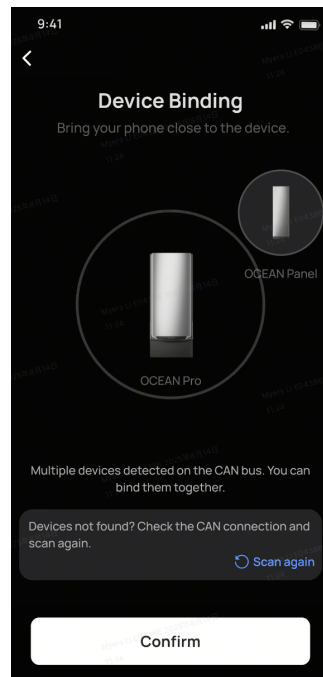 9:41
Device Binding
Bring your phone close to the device.
OCEAN Panel
OCEAN Pro
Multiple devices detected on the CAN bus. You can
bind them together.
Devices not found? Check the CAN connection and
scan again.
Scan again
Confirm